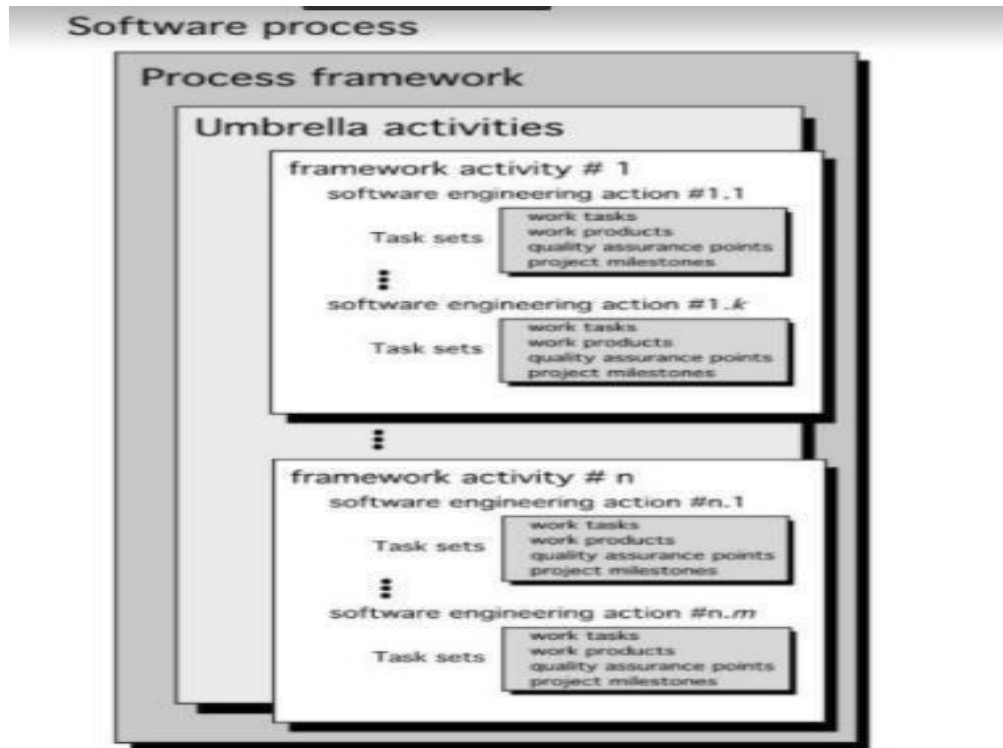 Software process
Process framework
Umbrella activities
framework activity # 1
software engineering action #1.1
Task sets
work tasks
work products
quality assurance points
project milestones
software engineering action #1.k
Task sets
work tasks
work products
quality assurance points
project milestones
framework activity # n
software engineering action #n.1
Task sets
work tasks
work products
quality assurance points
project milestones
software engineering action #n.m
Task sets
work tasks
work products
quality assurance points
project milestones